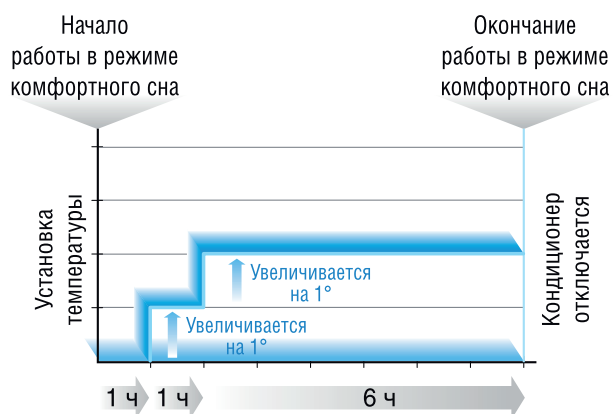 Начало
работы в режиме
комфортного сна
Окончание
работы в режиме
комфортного сна
Установка
температуры
Увеличивается
на 1°
Увеличивается
на 1°
Кондиционер
отключается
1 ч
1 ч
6 ч